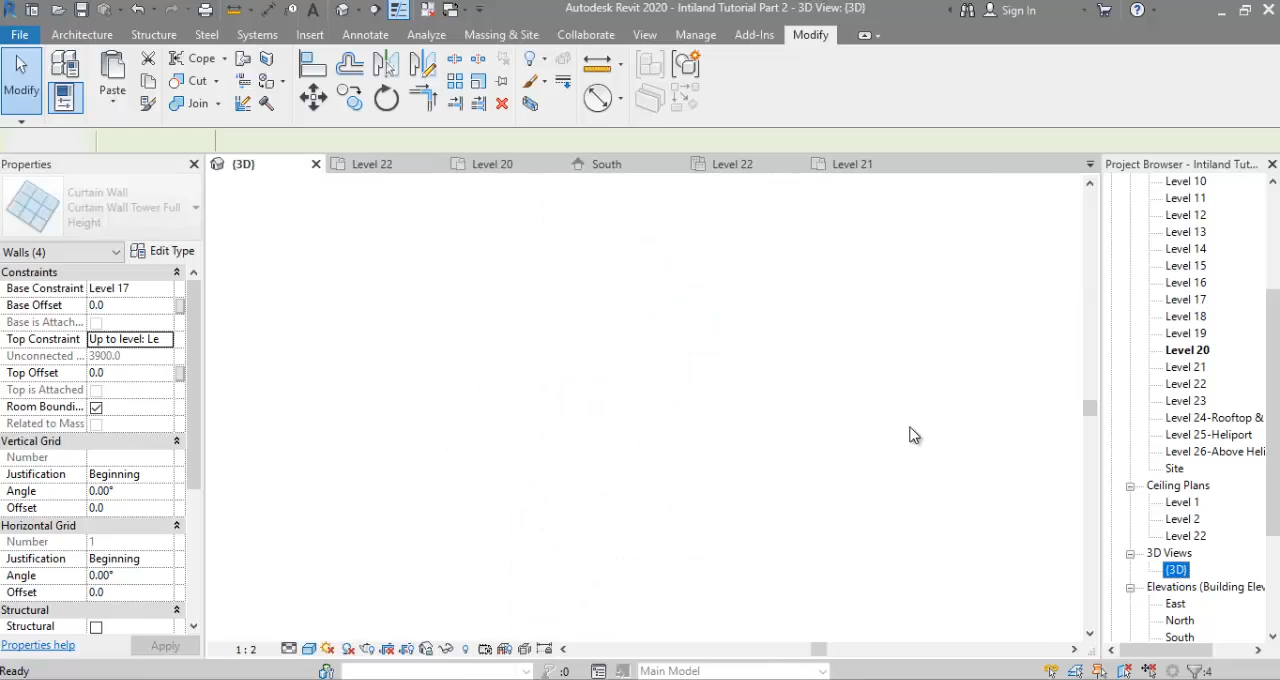 Autodesk Revit 2020 - Intiland Tutorial Part 2 - 3D View: {3D}
Sign In
File Architecture Structure Steel Systems Insert Annotate Analyze Massing & Site Collaborate View Manage Add-Ins Modify
Modify
Paste
Cope
Cut
Join
Properties
{3D}
Level 22
Level 20
South
Level 22
Level 21
Project Browser - Intiland Tut...
Curtain Wall
Curtain Wall Tower Full
Height
Walls (4)
Edit Type
Constraints
Base Constraint Level 17
Base Offset 0.0
Base is Attach...
Top Constraint Up to level: Le
Unconnected ... 3900.0
Top Offset 0.0
Top is Attached
Room Boundi...
Related to Mass
Vertical Grid
Number
Justification Beginning
Angle 0.00°
Offset 0.0
Horizontal Grid
Number 1
Justification Beginning
Angle 0.00°
Offset 0.0
Structural
Structural
Properties help
Apply
Level 10
Level 11
Level 12
Level 13
Level 14
Level 15
Level 16
Level 17
Level 18
Level 19
Level 20
Level 21
Level 22
Level 23
Level 24-Rooftop &
Level 25-Heliport
Level 26-Above Heli
Site
Ceiling Plans
Level 1
Level 2
Level 22
3D Views
{3D}
Elevations (Building Elev
East
North
South
1 : 2
Ready
:0
Main Model
:4